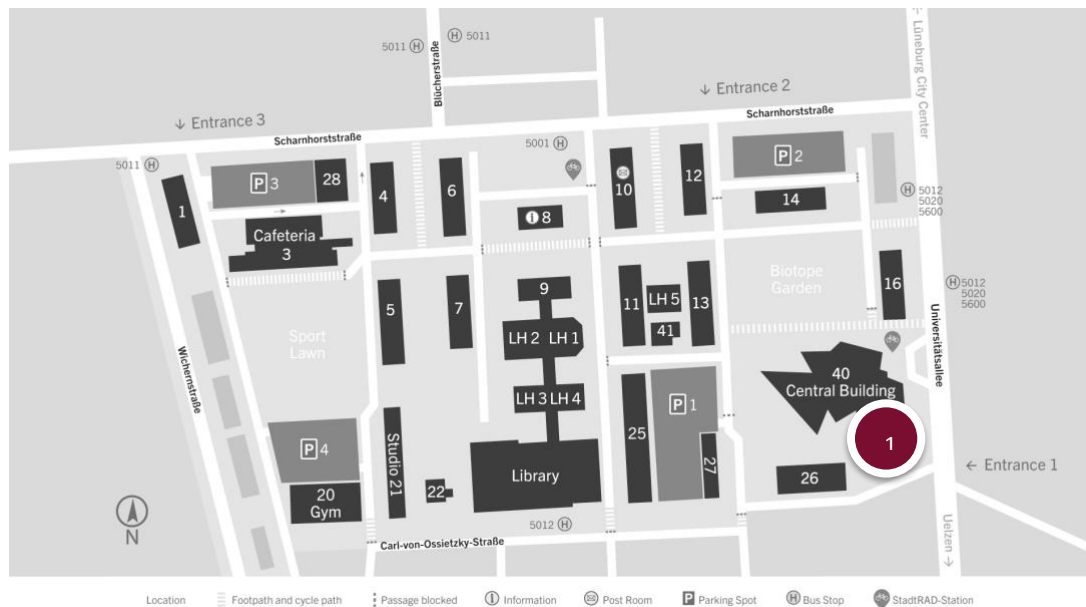 5011 H
H 5011
Blücherstraße
↓ Lüneburg City Center
↓ Entrance 2
↓ Entrance 3
Scharnhorststraße
Scharnhorststraße
5011 H
5001 H
P 3
28
4
6
10
12
P 2
14
1
Cafeteria
3
i 8
H 5012
5020
5600
5
7
9
11
LH 5
13
41
Biotope
Garden
16
H 5012
5020
5600
Sport
Lawn
LH 2
LH 1
Wichernstraße
Universitätsallee
40
Central Building
LH 3
LH 4
P 1
25
27
1
P 4
Studio 21
22
Library
26
← Entrance 1
20
Gym
N
5012 H
Carl-von-Ossietzky-Straße
Uelzen →
Location
Footpath and cycle path
Passage blocked
i Information
Post Room
P Parking Spot
H Bus Stop
StadtRAD-Station